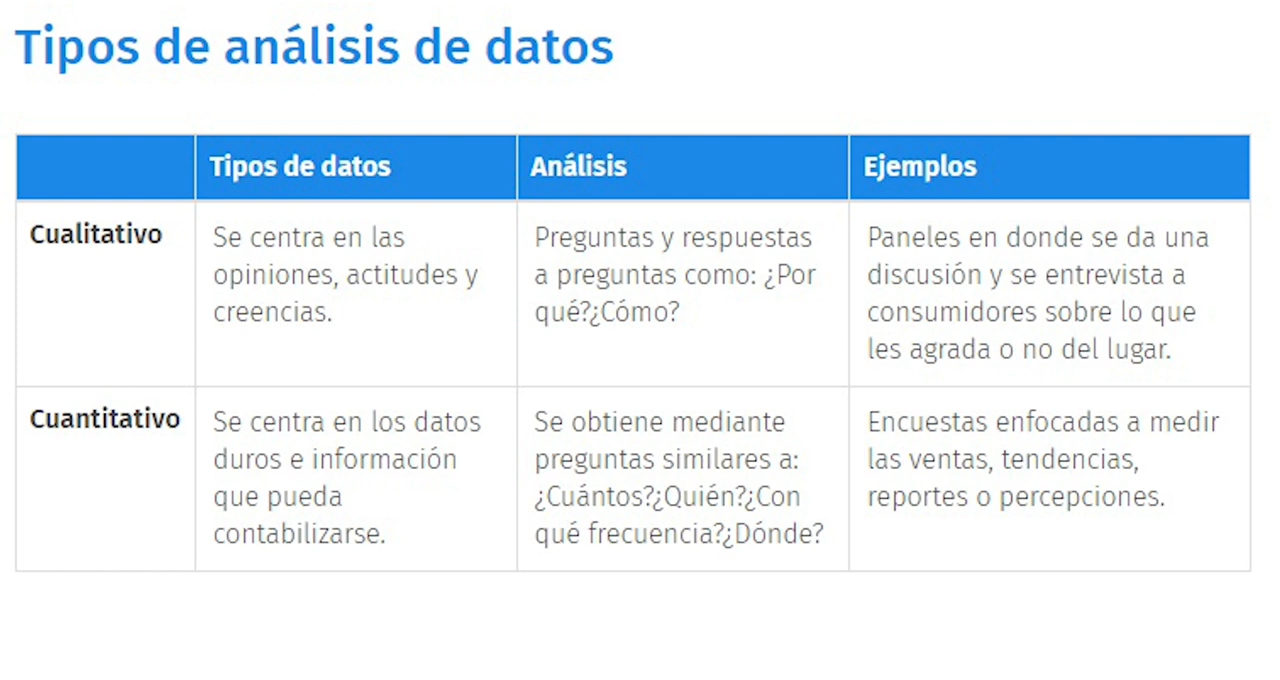 Tipos de análisis de datos
Tipos de datos
Análisis
Ejemplos
Cualitativo
Se centra en las
opiniones, actitudes y
creencias.
Preguntas y respuestas
a preguntas como: ¿Por
qué?¿Cómo?
Paneles en donde se da una
discusión y se entrevista a
consumidores sobre lo que
les agrada o no del lugar.
Cuantitativo
Se centra en los datos
duros e información
que pueda
contabilizarse.
Se obtiene mediante
preguntas similares a:
¿Cuántos?¿Quién?¿Con
qué frecuencia?¿Dónde?
Encuestas enfocadas a medir
las ventas, tendencias,
reportes o percepciones.